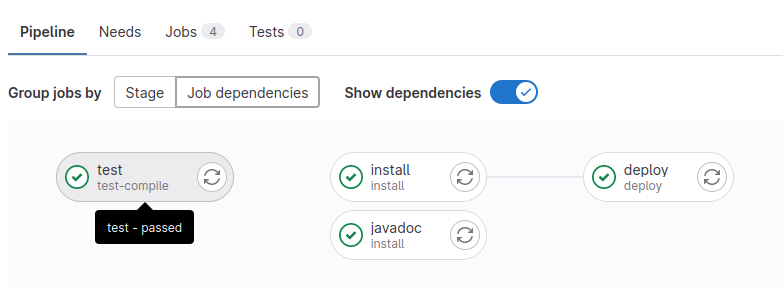 Pipeline Needs Jobs 4 Tests 0
Group jobs by Stage Job dependencies Show dependencies
test
test-compile
test - passed
install
install
javadoc
install
deploy
deploy